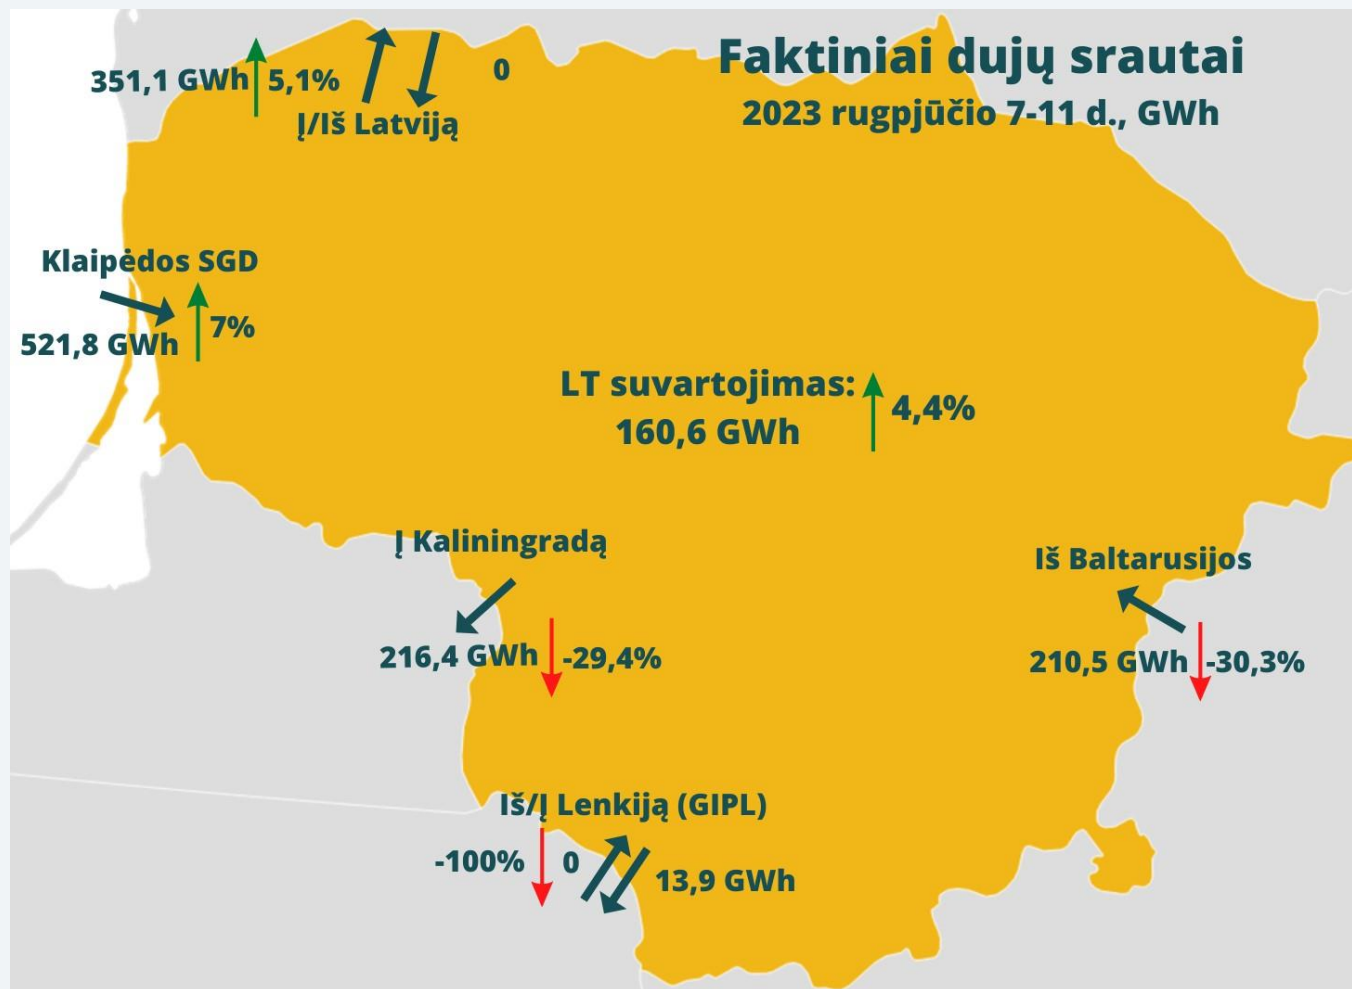 Faktiniai dujų srautai
2023 rugpjūčio 7-11 d., GWh
351,1 GWh
5,1%
0
Į/Iš Latviją
Klaipėdos SGD
521,8 GWh
7%
LT suvartojimas:
160,6 GWh
4,4%
Į Kaliningradą
216,4 GWh
-29,4%
Iš Baltarusijos
210,5 GWh
-30,3%
Iš/Į Lenkiją (GIPL)
-100%
0
13,9 GWh